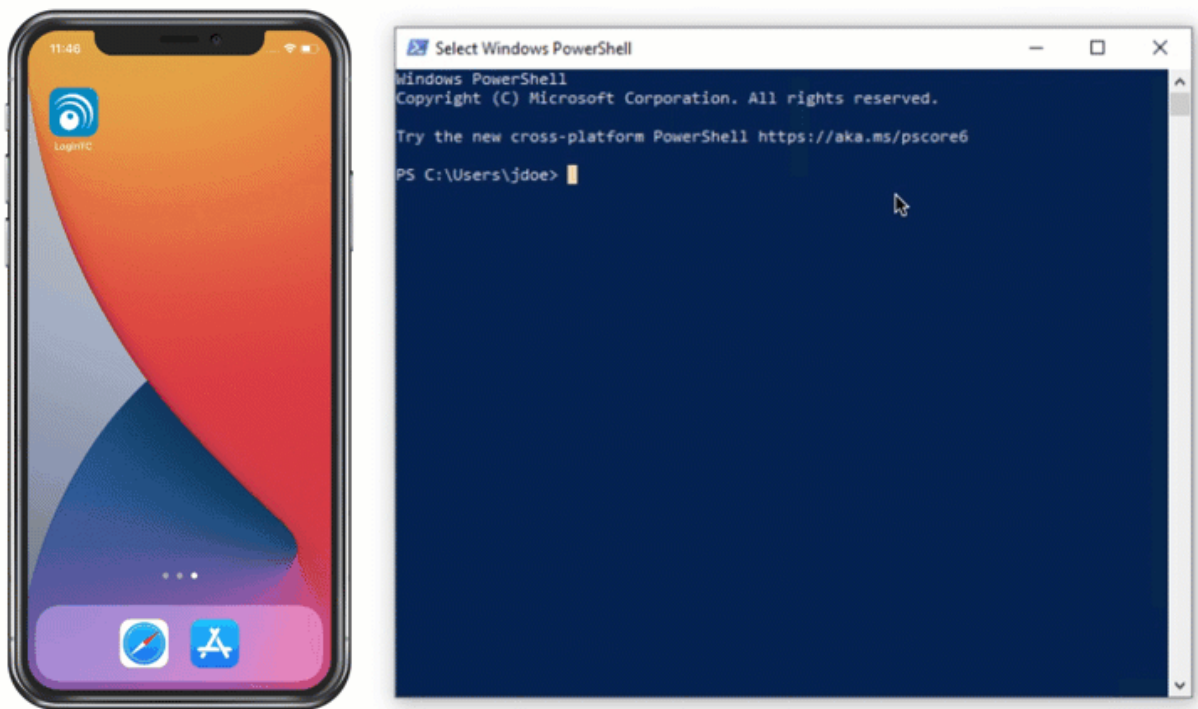 11:46
LoginTC
Select Windows PowerShell
Windows PowerShell
Copyright (C) Microsoft Corporation. All rights reserved.
Try the new cross-platform PowerShell https://aka.ms/pscore6
PS C:\Users\jdoe>